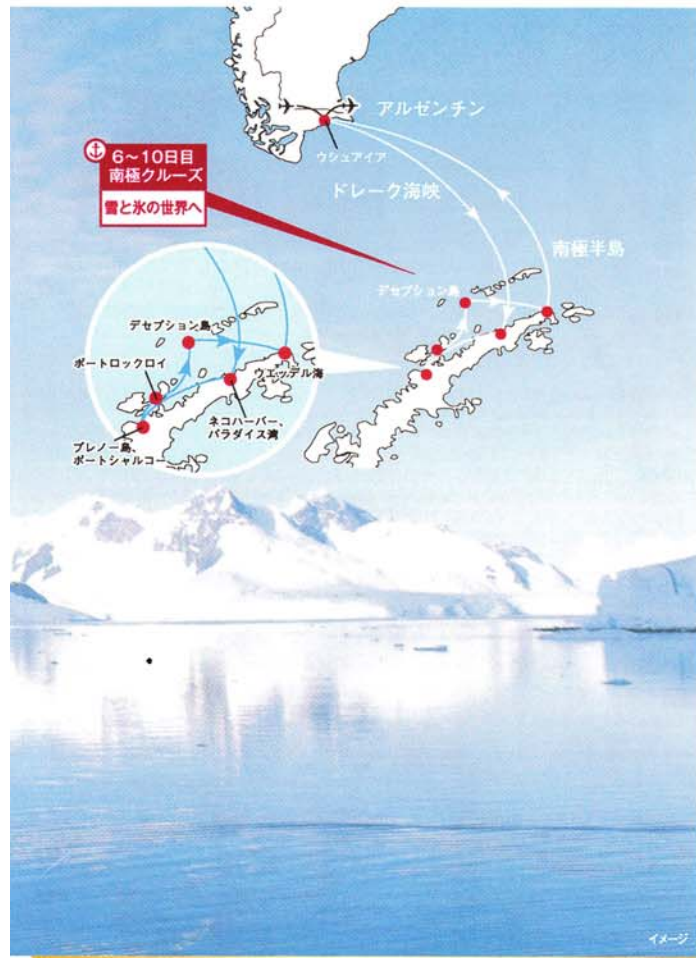 アルゼンチン
ウシュアイア
6〜10日目
南極クルーズ
雪と氷の世界へ
ドレーク海峡
南極半島
デセプション島
デセプション島
ポートロックロイ
ウエッデル海
ネコハーバー、
パラダイス湾
プレノー島、
ポートシャルコー
イメージ